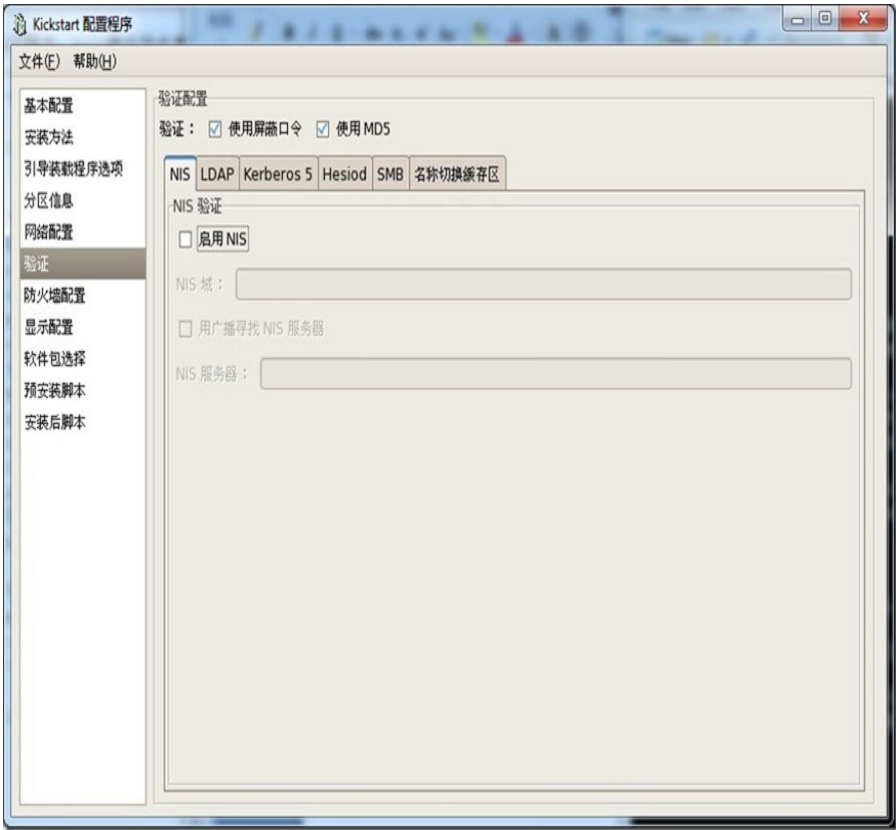 Kickstart 配置程序
文件(F) 帮助(H)
基本配置
安装方法
引导装载程序选项
分区信息
网络配置
验证
防火墙配置
显示配置
软件包选择
预安装脚本
安装后脚本
验证配置
验证： 使用屏蔽口令 使用 MD5
NIS LDAP Kerberos 5 Hesiod SMB 名称切换缓存区
NIS 验证
启用 NIS
NIS 域：
用广播寻找 NIS 服务器
NIS 服务器：